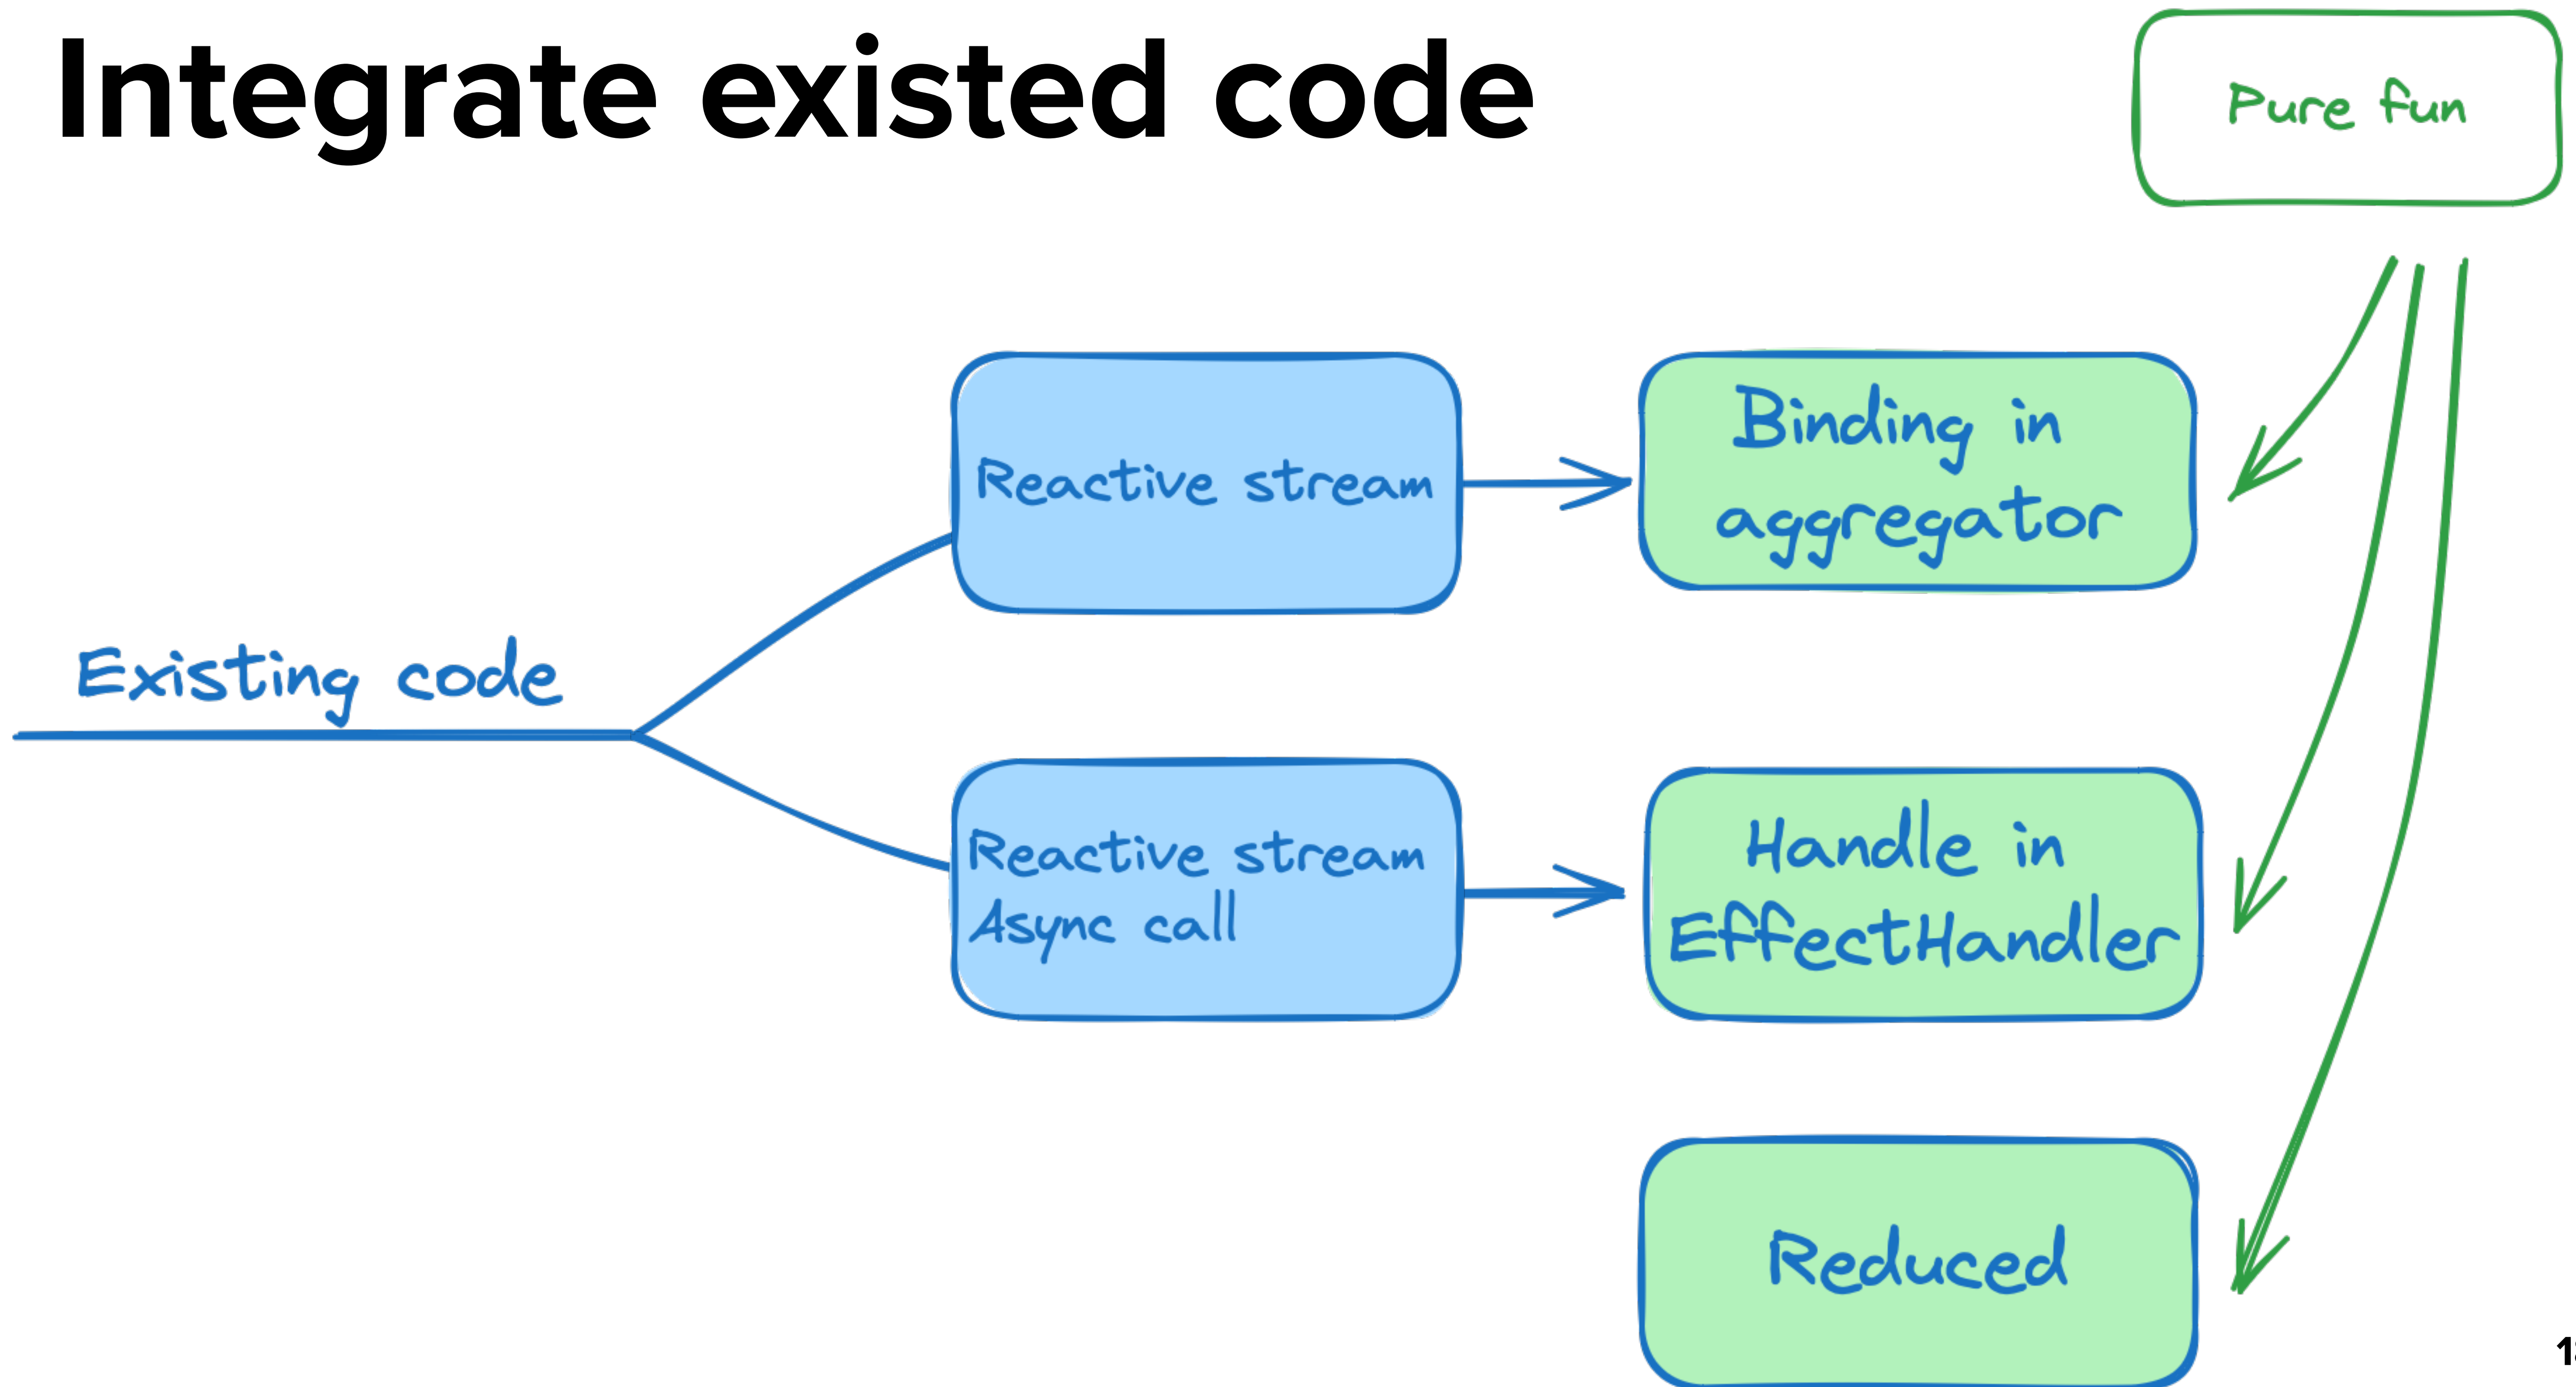 Integrate existed code
Pure fun
Reactive stream
Binding in
aggregator
Existing code
Reactive stream
Async call
Handle in
EffectHandler
Reduced